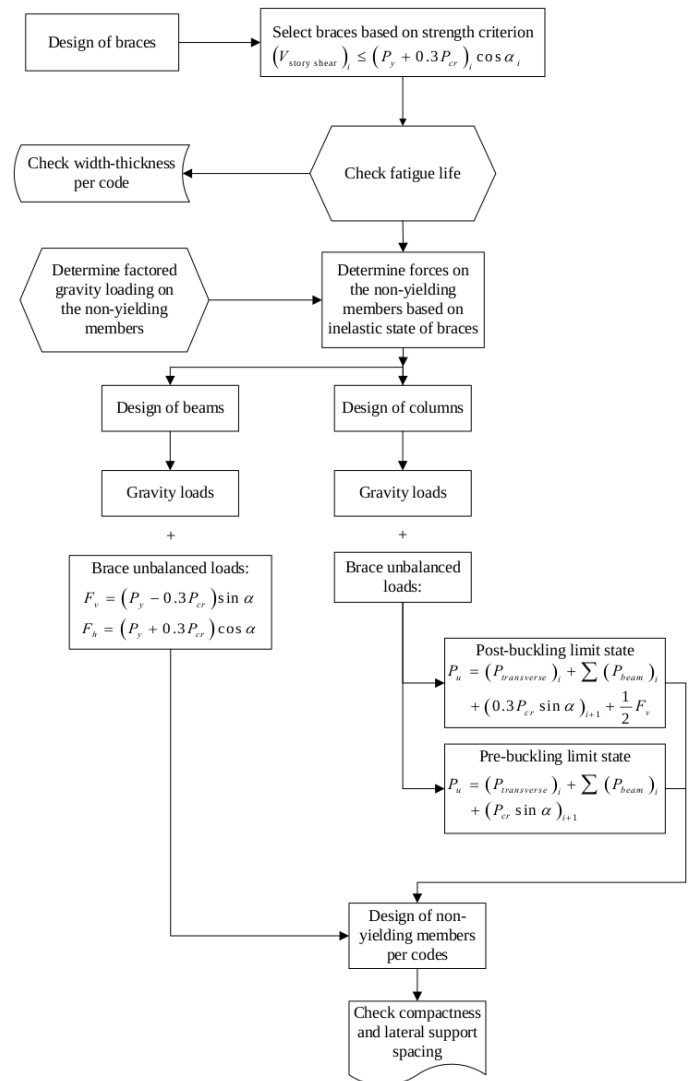 Design of braces
Select braces based on strength criterion
(V_story shear)_i ≤ (P_y + 0.3P_cr)_i cos α_i
Check width-thickness
per code
Check fatigue life
Determine factored
gravity loading on
the non-yielding
members
Determine forces on
the non-yielding
members based on
inelastic state of braces
Design of beams
Design of columns
Gravity loads
Gravity loads
+
+
Brace unbalanced loads:
F_v = (P_y − 0.3P_cr) sin α
F_h = (P_y + 0.3P_cr) cos α
Brace unbalanced
loads:
Post-buckling limit state
P_u = (P_transverse)_i + ∑ (P_beam)_i
+ (0.3P_cr sin α)_i+1 + 1/2 F_v
Pre-buckling limit state
P_u = (P_transverse)_i + ∑ (P_beam)_i
+ (P_cr sin α)_i+1
Design of non-
yielding members
per codes
Check compactness
and lateral support
spacing